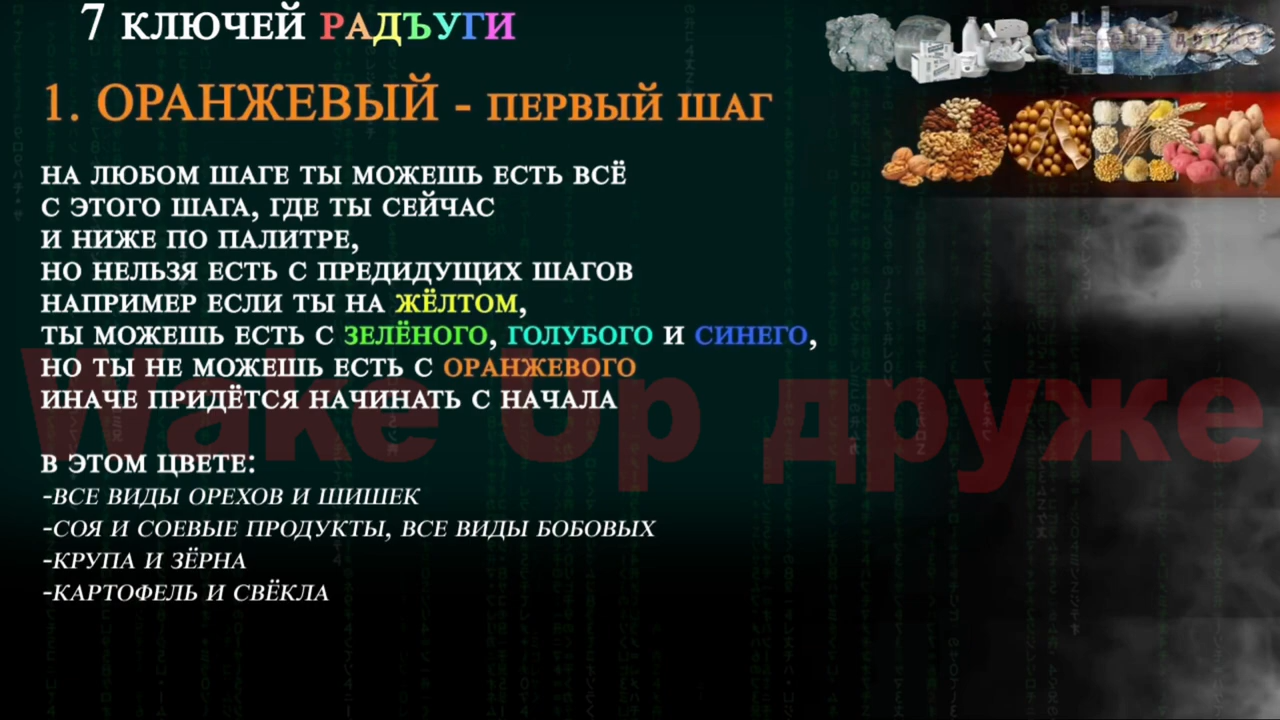 7 КЛЮЧЕЙ РАДЪУГИ
1. ОРАНЖЕВЫЙ - ПЕРВЫЙ ШАГ
НА ЛЮБОМ ШАГЕ ТЫ МОЖЕШЬ ЕСТЬ ВСЁ
С ЭТОГО ШАГА, ГДЕ ТЫ СЕЙЧАС
И НИЖЕ ПО ПАЛИТРЕ,
НО НЕЛЬЗЯ ЕСТЬ С ПРЕДИДУЩИХ ШАГОВ
НАПРИМЕР ЕСЛИ ТЫ НА ЖЁЛТОМ,
ТЫ МОЖЕШЬ ЕСТЬ С ЗЕЛЁНОГО, ГОЛУБОГО И СИНЕГО,
НО ТЫ НЕ МОЖЕШЬ ЕСТЬ С ОРАНЖЕВОГО
ИНАЧЕ ПРИДЁТСЯ НАЧИНАТЬ С НАЧАЛА
Wake Up друже
В ЭТОМ ЦВЕТЕ:
-ВСЕ ВИДЫ ОРЕХОВ И ШИШЕК
-СОЯ И СОЕВЫЕ ПРОДУКТЫ, ВСЕ ВИДЫ БОБОВЫХ
-КРУПА И ЗЁРНА
-КАРТОФЕЛЬ И СВЁКЛА